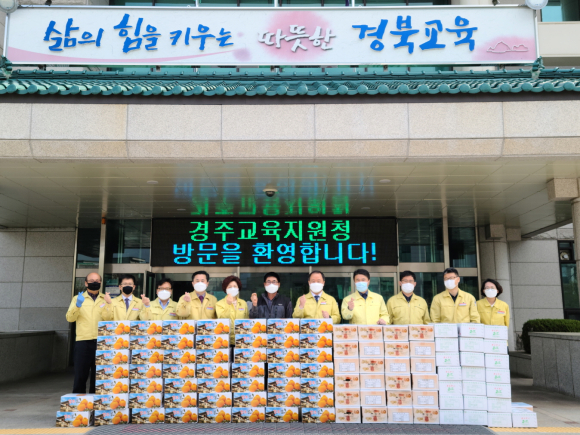 삶의 힘을 키우는 따뜻한 경북교육
경주교육지원청
방문을 환영합니다!